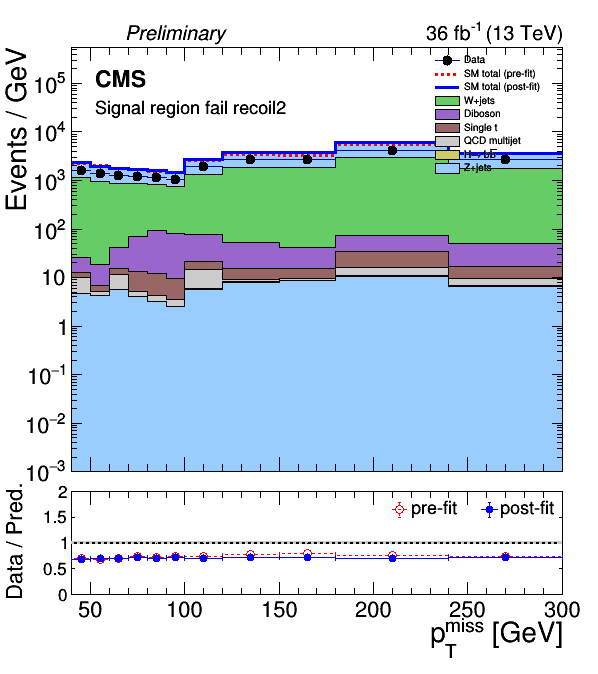 Preliminary 36 fb⁻¹ (13 TeV)
Events / GeV
CMS
Signal region fail recoil2
Data
SM total (pre-fit)
SM total (post-fit)
W+jets
Diboson
Single t
QCD multijet
H→bb̅
Z+jets
10⁵
10⁴
10³
10²
10
1
10⁻¹
10⁻²
10⁻³
Data / Pred.
2
1.5
1
0.5
0
pre-fit post-fit
50 100 150 200 250 300
p_T^miss [GeV]